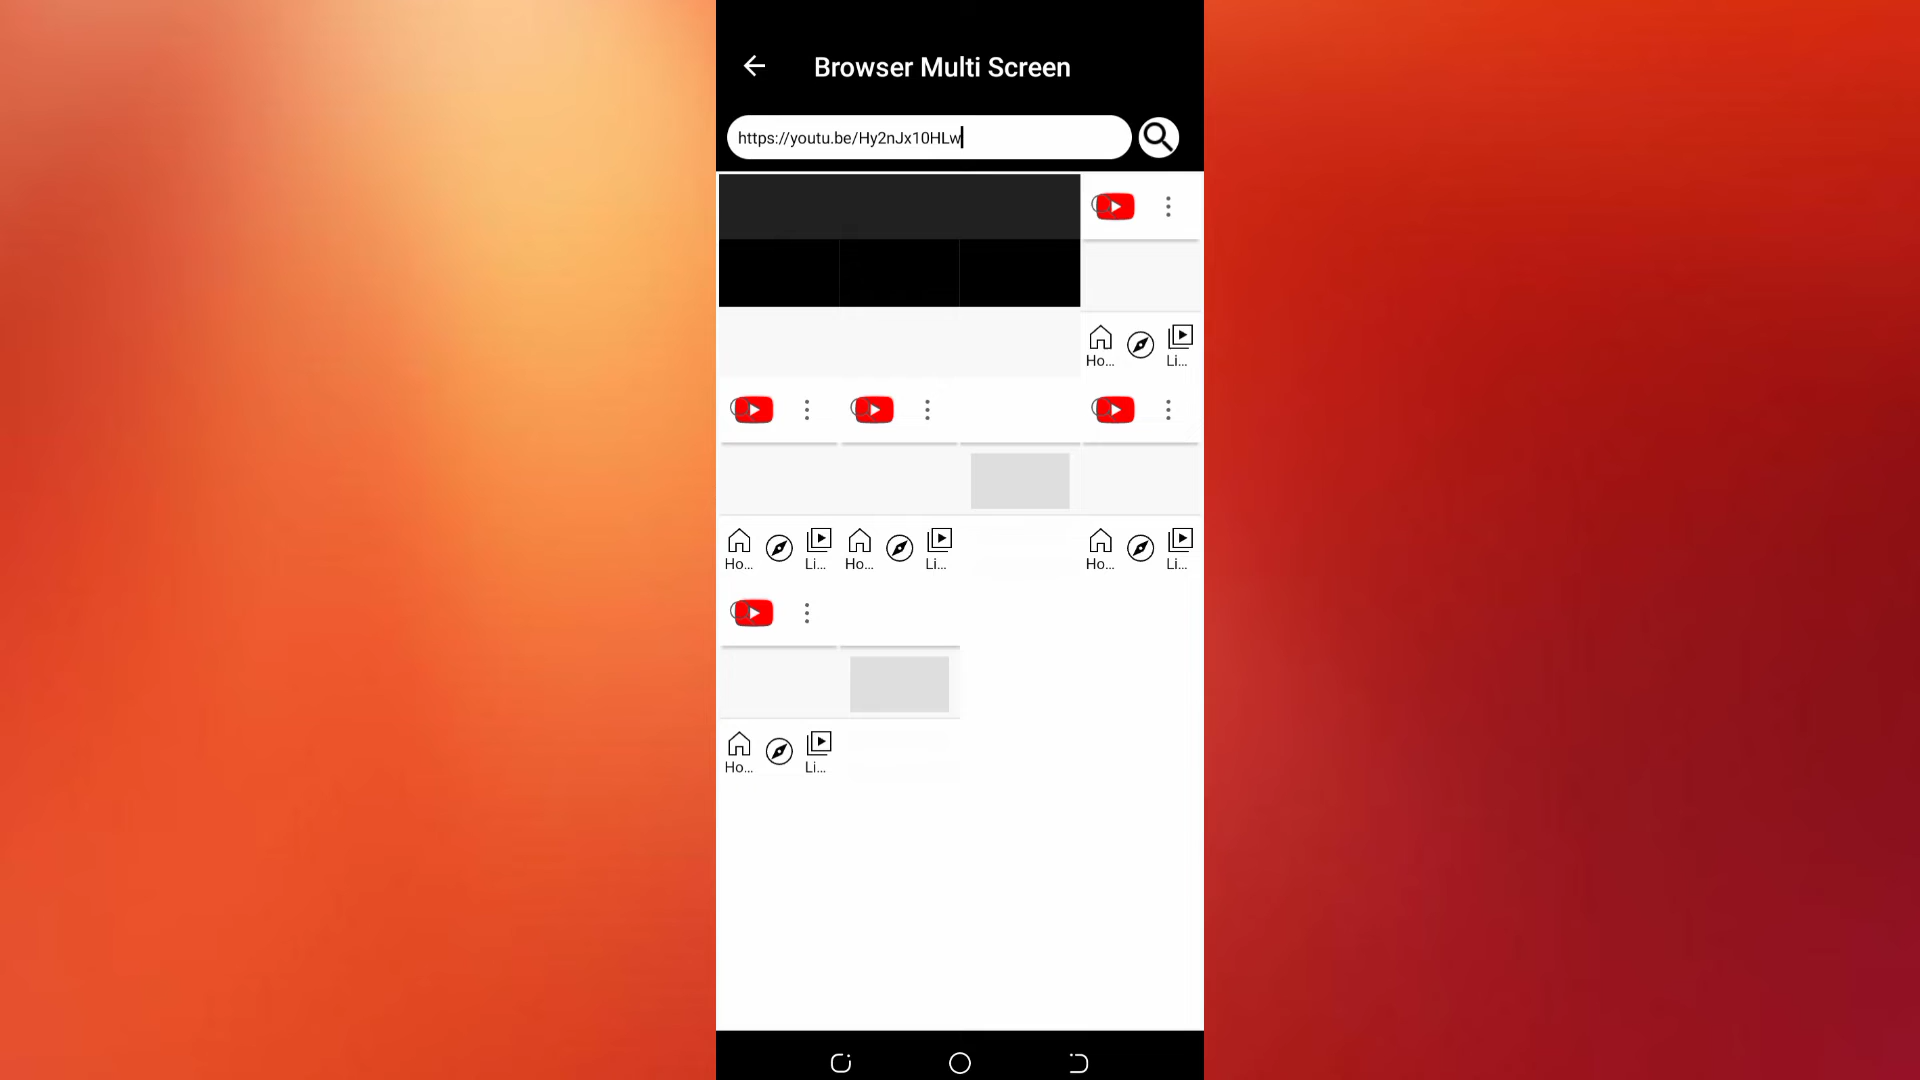 Browser Multi Screen
https://youtu.be/Hy2nJx10HLw
Ho... Li...
Ho... Li... Ho... Li... Ho... Li...
Ho... Li...